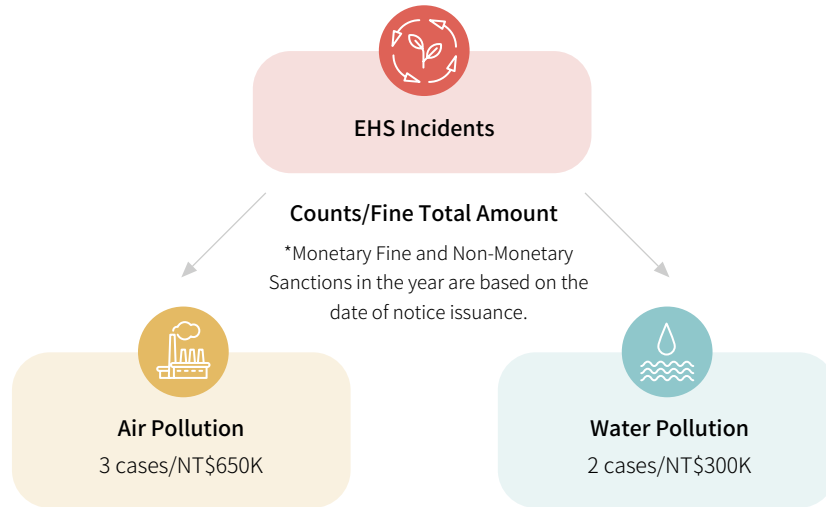 EHS Incidents
Counts/Fine Total Amount
*Monetary Fine and Non-Monetary
Sanctions in the year are based on the
date of notice issuance.
Air Pollution
3 cases/NT$650K
Water Pollution
2 cases/NT$300K